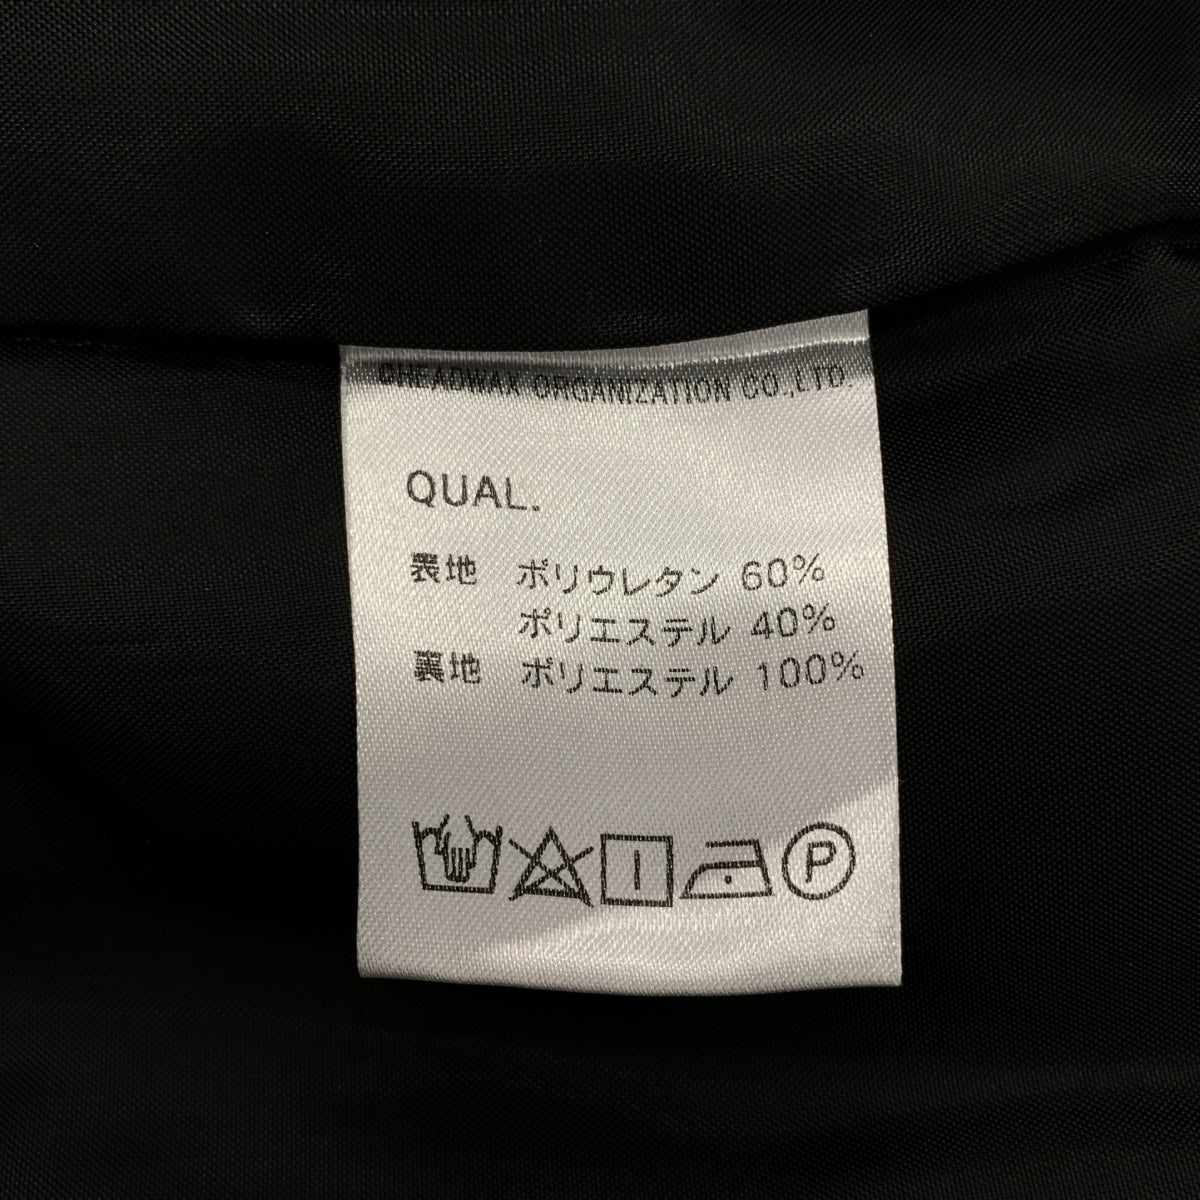 ©HEADWAX ORGANIZATION CO.,LTD.
QUAL.
表地 ポリウレタン 60%
ポリエステル 40%
裏地 ポリエステル 100%
P